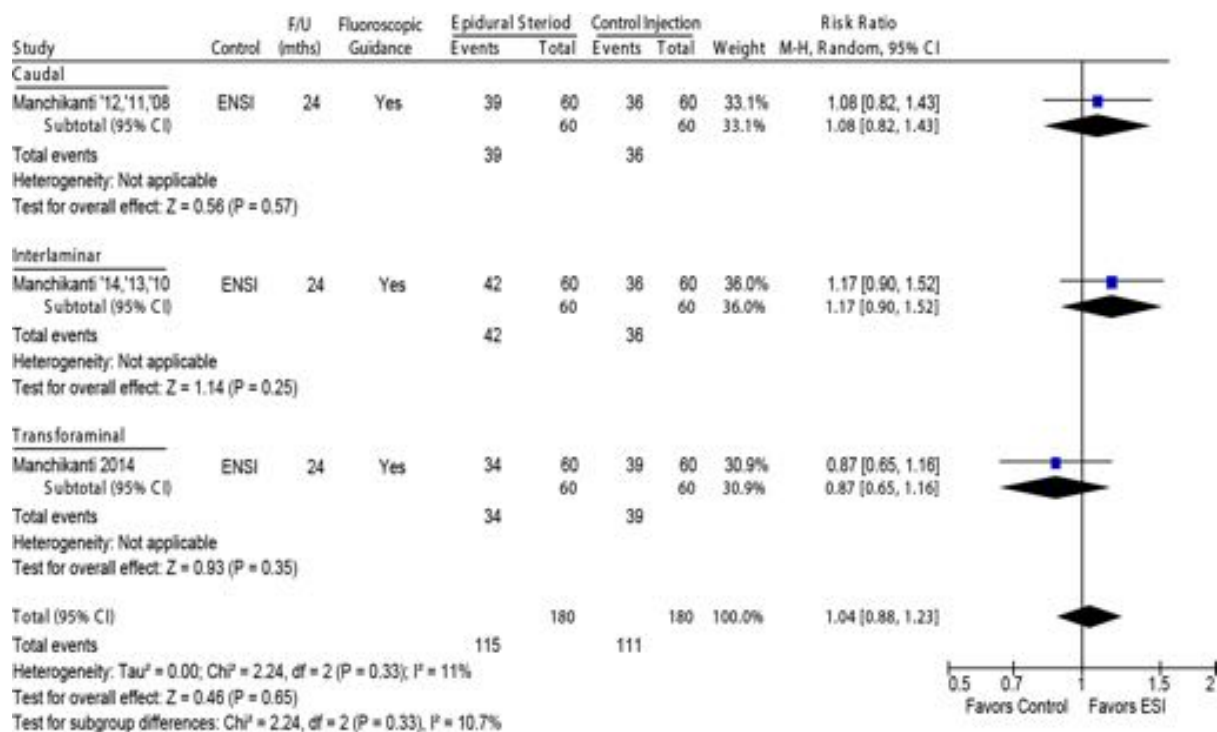 F/U Fluoroscopic Epidural Steriod Control Injection Risk Ratio
Study Control (mths) Guidance Events Total Events Total Weight M-H, Random, 95% CI
Caudal
Manchikanti '12,'11,'08 ENSI 24 Yes 39 60 36 60 33.1% 1.08 [0.82, 1.43]
Subtotal (95% CI) 60 60 33.1% 1.08 [0.82, 1.43]
Total events 39 36
Heterogeneity: Not applicable
Test for overall effect: Z = 0.56 (P = 0.57)
Interlaminar
Manchikanti '14,'13,'10 ENSI 24 Yes 42 60 36 60 36.0% 1.17 [0.90, 1.52]
Subtotal (95% CI) 60 60 36.0% 1.17 [0.90, 1.52]
Total events 42 36
Heterogeneity: Not applicable
Test for overall effect: Z = 1.14 (P = 0.25)
Transforaminal
Manchikanti 2014 ENSI 24 Yes 34 60 39 60 30.9% 0.87 [0.65, 1.16]
Subtotal (95% CI) 60 60 30.9% 0.87 [0.65, 1.16]
Total events 34 39
Heterogeneity: Not applicable
Test for overall effect: Z = 0.93 (P = 0.35)
Total (95% CI) 180 180 100.0% 1.04 [0.88, 1.23]
Total events 115 111
Heterogeneity: Tau² = 0.00; Chi² = 2.24, df = 2 (P = 0.33); I² = 11%
Test for overall effect: Z = 0.46 (P = 0.65)
Test for subgroup differences: Chi² = 2.24, df = 2 (P = 0.33), I² = 10.7%
0.5 0.7 1 1.5 2
Favors Control Favors ESI